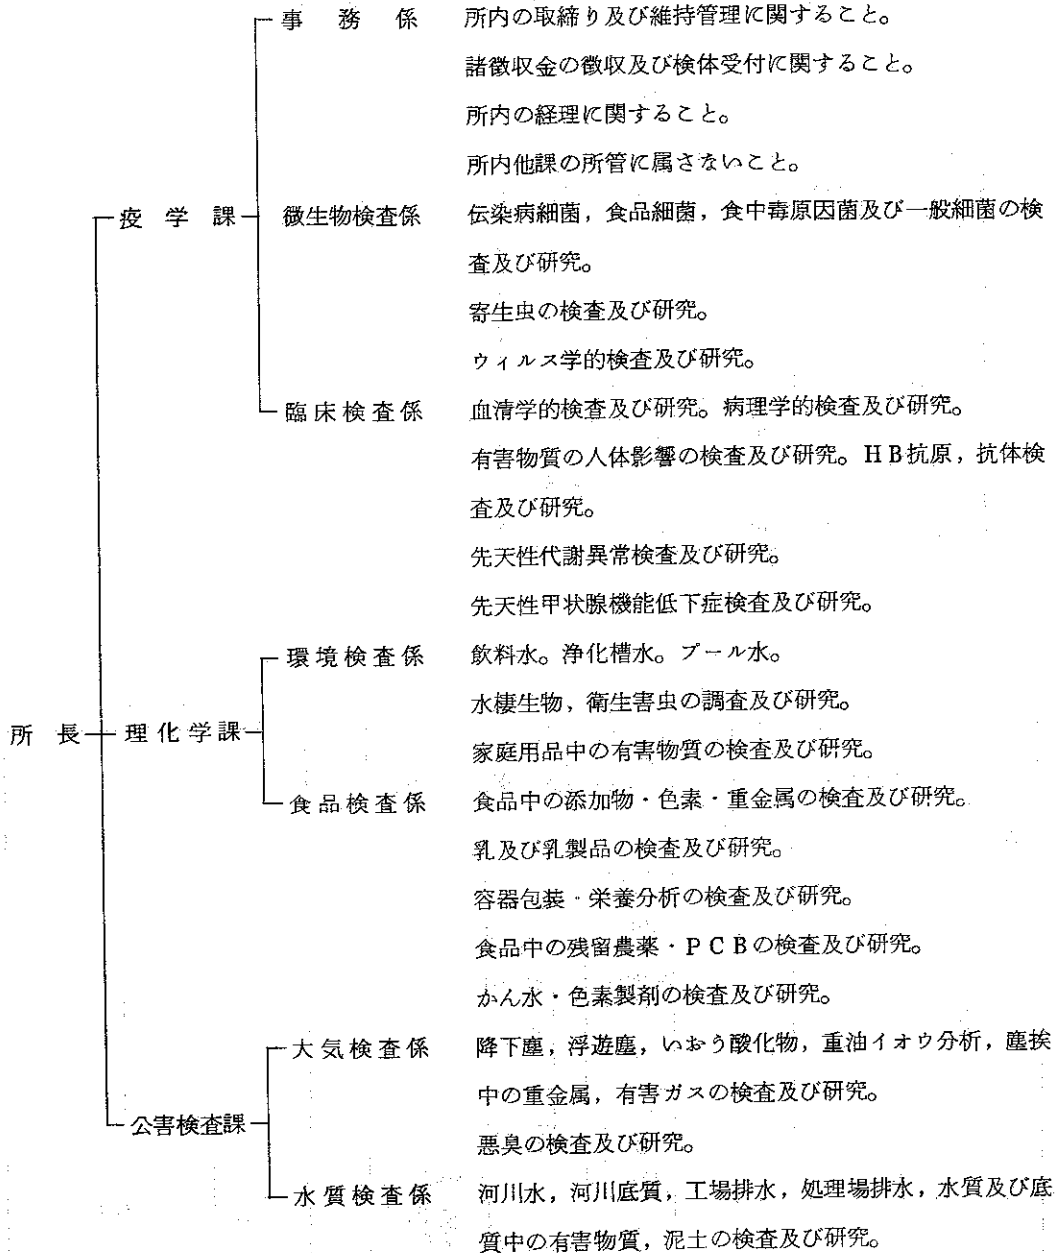 事務係 所内の取締り及び維持管理に関すること。
諸徴収金の徴収及び検体受付に関すること。
所内の経理に関すること。
所内他課の所管に属さないこと。
疫学課 微生物検査係 伝染病細菌，食品細菌，食中毒原因菌及び一般細菌の検
査及び研究。
寄生虫の検査及び研究。
ウィルス学的検査及び研究。
臨床検査係 血清学的検査及び研究。病理学的検査及び研究。
有害物質の人体影響の検査及び研究。HB抗原，抗体検
査及び研究。
先天性代謝異常検査及び研究。
先天性甲状腺機能低下症検査及び研究。
環境検査係 飲料水。浄化槽水。プール水。
水棲生物，衛生害虫の調査及び研究。
所長 理化学課
家庭用品中の有害物質の検査及び研究。
食品検査係 食品中の添加物・色素・重金属の検査及び研究。
乳及び乳製品の検査及び研究。
容器包装・栄養分析の検査及び研究。
食品中の残留農薬・PCBの検査及び研究。
かん水・色素製剤の検査及び研究。
大気検査係 降下塵，浮遊塵，いおう酸化物，重油イオウ分析，塵挨
中の重金属，有害ガスの検査及び研究。
公害検査課
悪臭の検査及び研究。
水質検査係 河川水，河川底質，工場排水，処理場排水，水質及び底
質中の有害物質，泥土の検査及び研究。